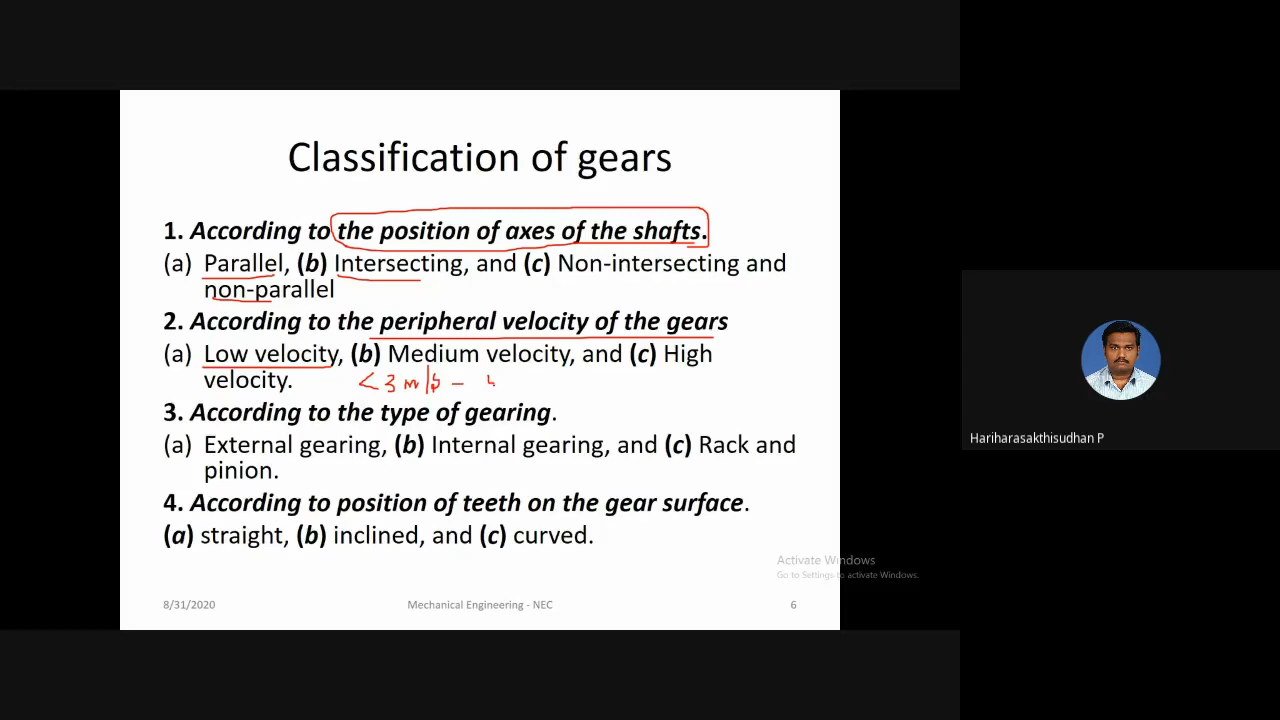 Classification of gears
1. According to the position of axes of the shafts.
(a) Parallel, (b) Intersecting, and (c) Non-intersecting and
non-parallel
2. According to the peripheral velocity of the gears
(a) Low velocity, (b) Medium velocity, and (c) High
velocity.
<3 m/s –
3. According to the type of gearing.
(a) External gearing, (b) Internal gearing, and (c) Rack and
pinion.
4. According to position of teeth on the gear surface.
(a) straight, (b) inclined, and (c) curved.
Activate Windows
Go to Settings to activate Windows.
8/31/2020
Mechanical Engineering - NEC
6
Hariharasakthisudhan P